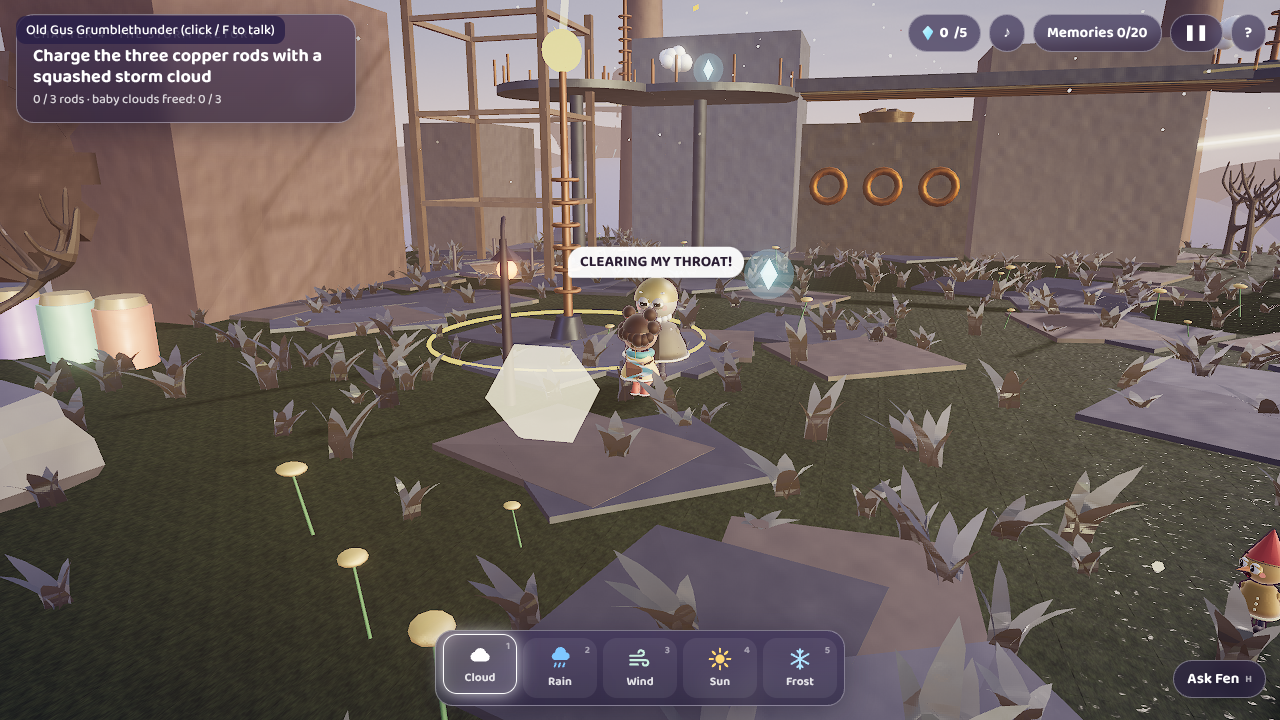 Old Gus Grumblethunder (click / F to talk)
Charge the three copper rods with a
squashed storm cloud
0 / 3 rods · baby clouds freed: 0 / 3
0 /5
♪
Memories 0/20
?
CLEARING MY THROAT!
1
Cloud
2
Rain
3
Wind
4
Sun
5
Frost
Ask Fen H